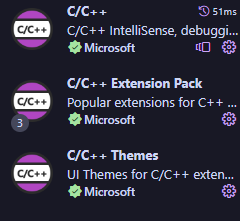 C/C++
C/C++ 51ms
C/C++ IntelliSense, debuggi...
Microsoft
C/C++
C/C++ Extension Pack
Popular extensions for C++ ...
3
Microsoft
C/C++
C/C++ Themes
UI Themes for C/C++ exten...
Microsoft